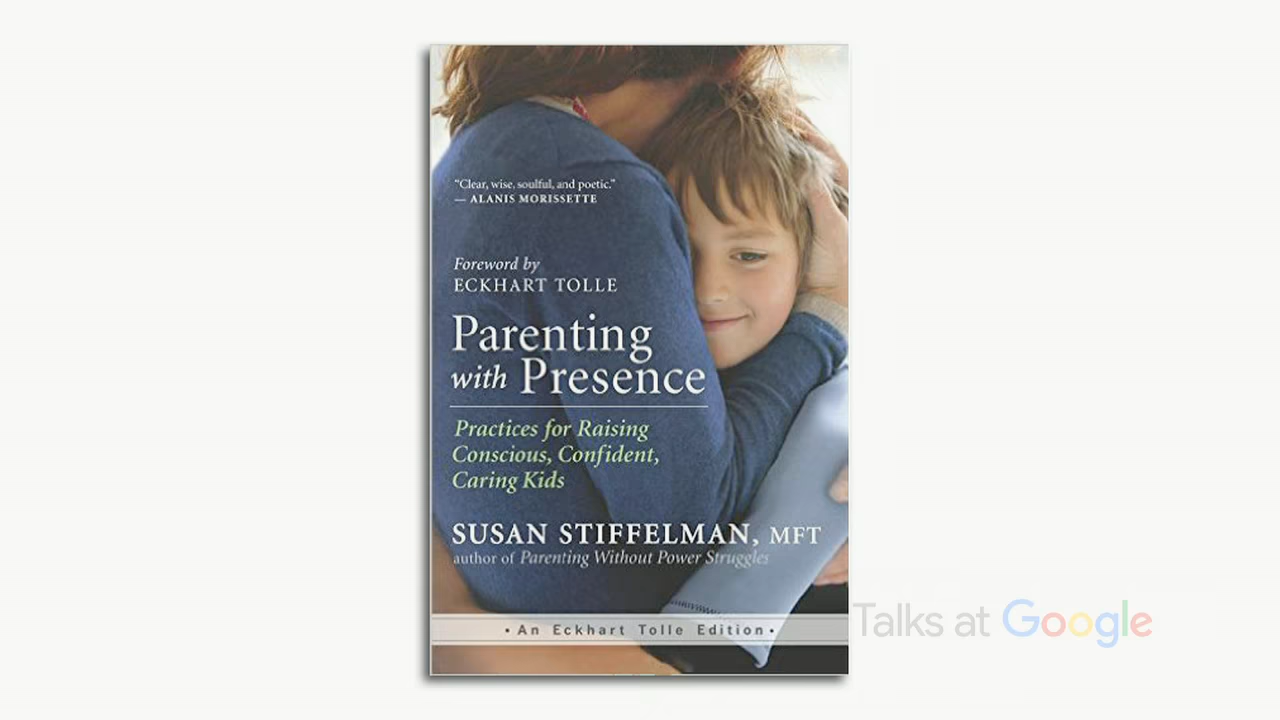 “Clear, wise, soulful, and poetic.”
— ALANIS MORISSETTE
Foreword by
ECKHART TOLLE
Parenting
with Presence
Practices for Raising
Conscious, Confident,
Caring Kids
SUSAN STIFFELMAN, MFT
author of Parenting Without Power Struggles
• An Eckhart Tolle Edition •
Talks at Google